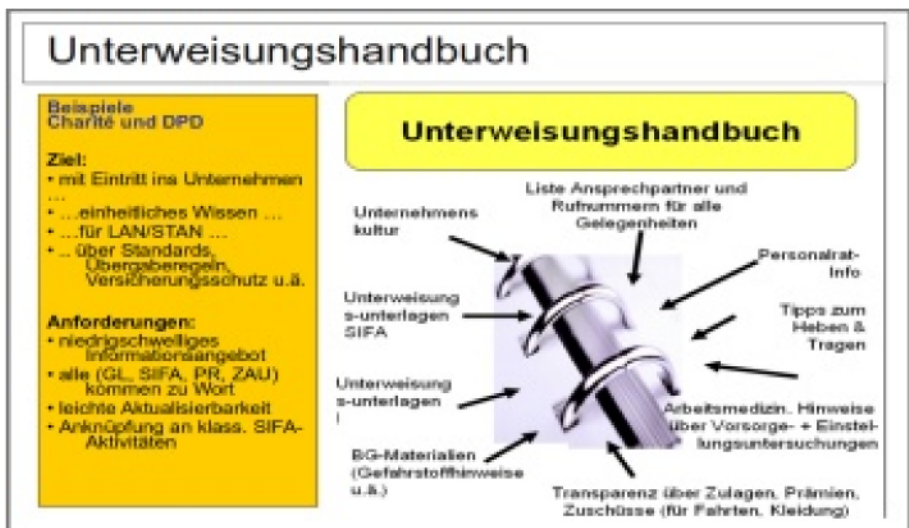 Unterweisungshandbuch
Beispiele
Charité und DPD
Ziel:
• mit Eintritt ins Unternehmen
...
• ...einheitliches Wissen ...
• ...für LAN/STAN ...
• .. über Standards,
Übergaberegeln,
Versicherungsschutz u.ä.
Anforderungen:
• niedrigschwelliges
Informationsangebot
• alle (GL, SIFA, PR, ZAU)
kommen zu Wort
• leichte Aktualisierbarkeit
• Anknüpfung an klass. SIFA-
Aktivitäten
Unterweisungshandbuch
Unternehmens
kultur
Liste Ansprechpartner und
Rufnummern für alle
Gelegenheiten
Personalrat-
Info
Unterweisung
s-unterlagen
SIFA
Tipps zum
Heben &
Tragen
Unterweisung
s-unterlagen
Arbeitsmedizin. Hinweise
über Vorsorge- + Einstel-
lungsuntersuchungen
BG-Materialien
(Gefahrstoffhinweise
u.ä.)
Transparenz über Zulagen, Prämien,
Zuschüsse (für Fahrten, Kleidung)